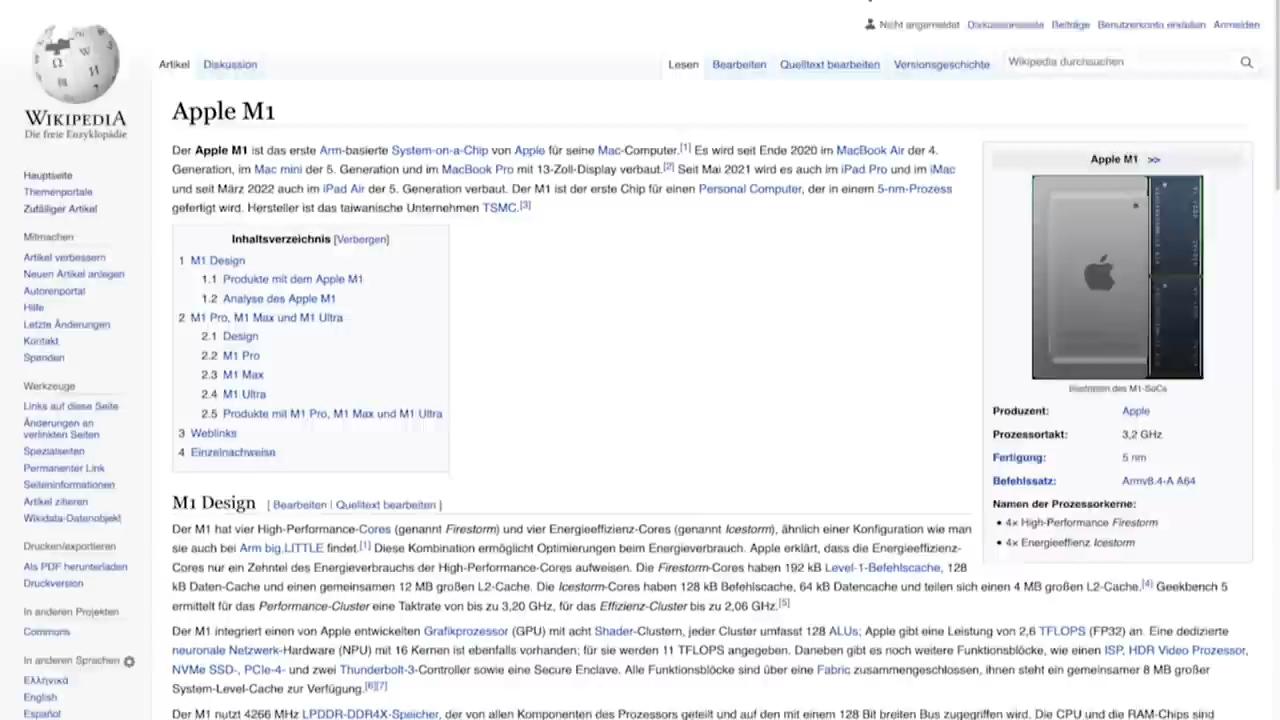 Nicht angemeldet Diskussionsseite Beiträge Benutzerkonto erstellen Anmelden
Artikel Diskussion Lesen Bearbeiten Quelltext bearbeiten Versionsgeschichte Wikipedia durchsuchen
WIKIPEDIA
Die freie Enzyklopädie
Hauptseite
Themenportale
Zufälliger Artikel
Mitmachen
Artikel verbessern
Neuen Artikel anlegen
Autorenportal
Hilfe
Letzte Änderungen
Kontakt
Spenden
Werkzeuge
Links auf diese Seite
Änderungen an
verlinkten Seiten
Spezialseiten
Permanenter Link
Seiteninformationen
Artikel zitieren
Wikidata-Datenobjekt
Drucken/exportieren
Als PDF herunterladen
Druckversion
In anderen Projekten
Commons
In anderen Sprachen
Ελληνικά
English
Español
Apple M1
Der Apple M1 ist das erste Arm-basierte System-on-a-Chip von Apple für seine Mac-Computer.[1] Es wird seit Ende 2020 im MacBook Air der 4.
Generation, im Mac mini der 5. Generation und im MacBook Pro mit 13-Zoll-Display verbaut.[2] Seit Mai 2021 wird es auch im iPad Pro und im iMac
und seit März 2022 auch im iPad Air der 5. Generation verbaut. Der M1 ist der erste Chip für einen Personal Computer, der in einem 5-nm-Prozess
gefertigt wird. Hersteller ist das taiwanische Unternehmen TSMC.[3]
Inhaltsverzeichnis [Verbergen]
1 M1 Design
1.1 Produkte mit dem Apple M1
1.2 Analyse des Apple M1
2 M1 Pro, M1 Max und M1 Ultra
2.1 Design
2.2 M1 Pro
2.3 M1 Max
2.4 M1 Ultra
2.5 Produkte mit M1 Pro, M1 Max und M1 Ultra
3 Weblinks
4 Einzelnachweise
Apple M1 >>
Illustration des M1-SoCs
Produzent: Apple
Prozessortakt: 3,2 GHz
Fertigung: 5 nm
Befehlssatz: Armv8.4-A A64
Namen der Prozessorkerne:
• 4× High-Performance Firestorm
• 4× Energieeffienz Icestorm
M1 Design [ Bearbeiten | Quelltext bearbeiten ]
Der M1 hat vier High-Performance-Cores (genannt Firestorm) und vier Energieeffizienz-Cores (genannt Icestorm), ähnlich einer Konfiguration wie man
sie auch bei Arm big.LITTLE findet.[1] Diese Kombination ermöglicht Optimierungen beim Energieverbrauch. Apple erklärt, dass die Energieeffizienz-
Cores nur ein Zehntel des Energieverbrauchs der High-Performance-Cores aufweisen. Die Firestorm-Cores haben 192 kB Level-1-Befehlscache, 128
kB Daten-Cache und einen gemeinsamen 12 MB großen L2-Cache. Die Icestorm-Cores haben 128 kB Befehlscache, 64 kB Datencache und teilen sich einen 4 MB großen L2-Cache.[4] Geekbench 5
ermittelt für das Performance-Cluster eine Taktrate von bis zu 3,20 GHz, für das Effizienz-Cluster bis zu 2,06 GHz.[5]
Der M1 integriert einen von Apple entwickelten Grafikprozessor (GPU) mit acht Shader-Clustern, jeder Cluster umfasst 128 ALUs; Apple gibt eine Leistung von 2,6 TFLOPS (FP32) an. Eine dedizierte
neuronale Netzwerk-Hardware (NPU) mit 16 Kernen ist ebenfalls vorhanden; für sie werden 11 TFLOPS angegeben. Daneben gibt es noch weitere Funktionsblöcke, wie einen ISP, HDR Video Prozessor,
NVMe SSD-, PCIe-4- und zwei Thunderbolt-3-Controller sowie eine Secure Enclave. Alle Funktionsblöcke sind über eine Fabric zusammengeschlossen, ihnen steht ein gemeinsamer 8 MB großer
System-Level-Cache zur Verfügung.[6][7]
Der M1 nutzt 4266 MHz LPDDR-DDR4X-Speicher, der von allen Komponenten des Prozessors geteilt und auf den mit einem 128 Bit breiten Bus zugegriffen wird. Die CPU und die RAM-Chips sind